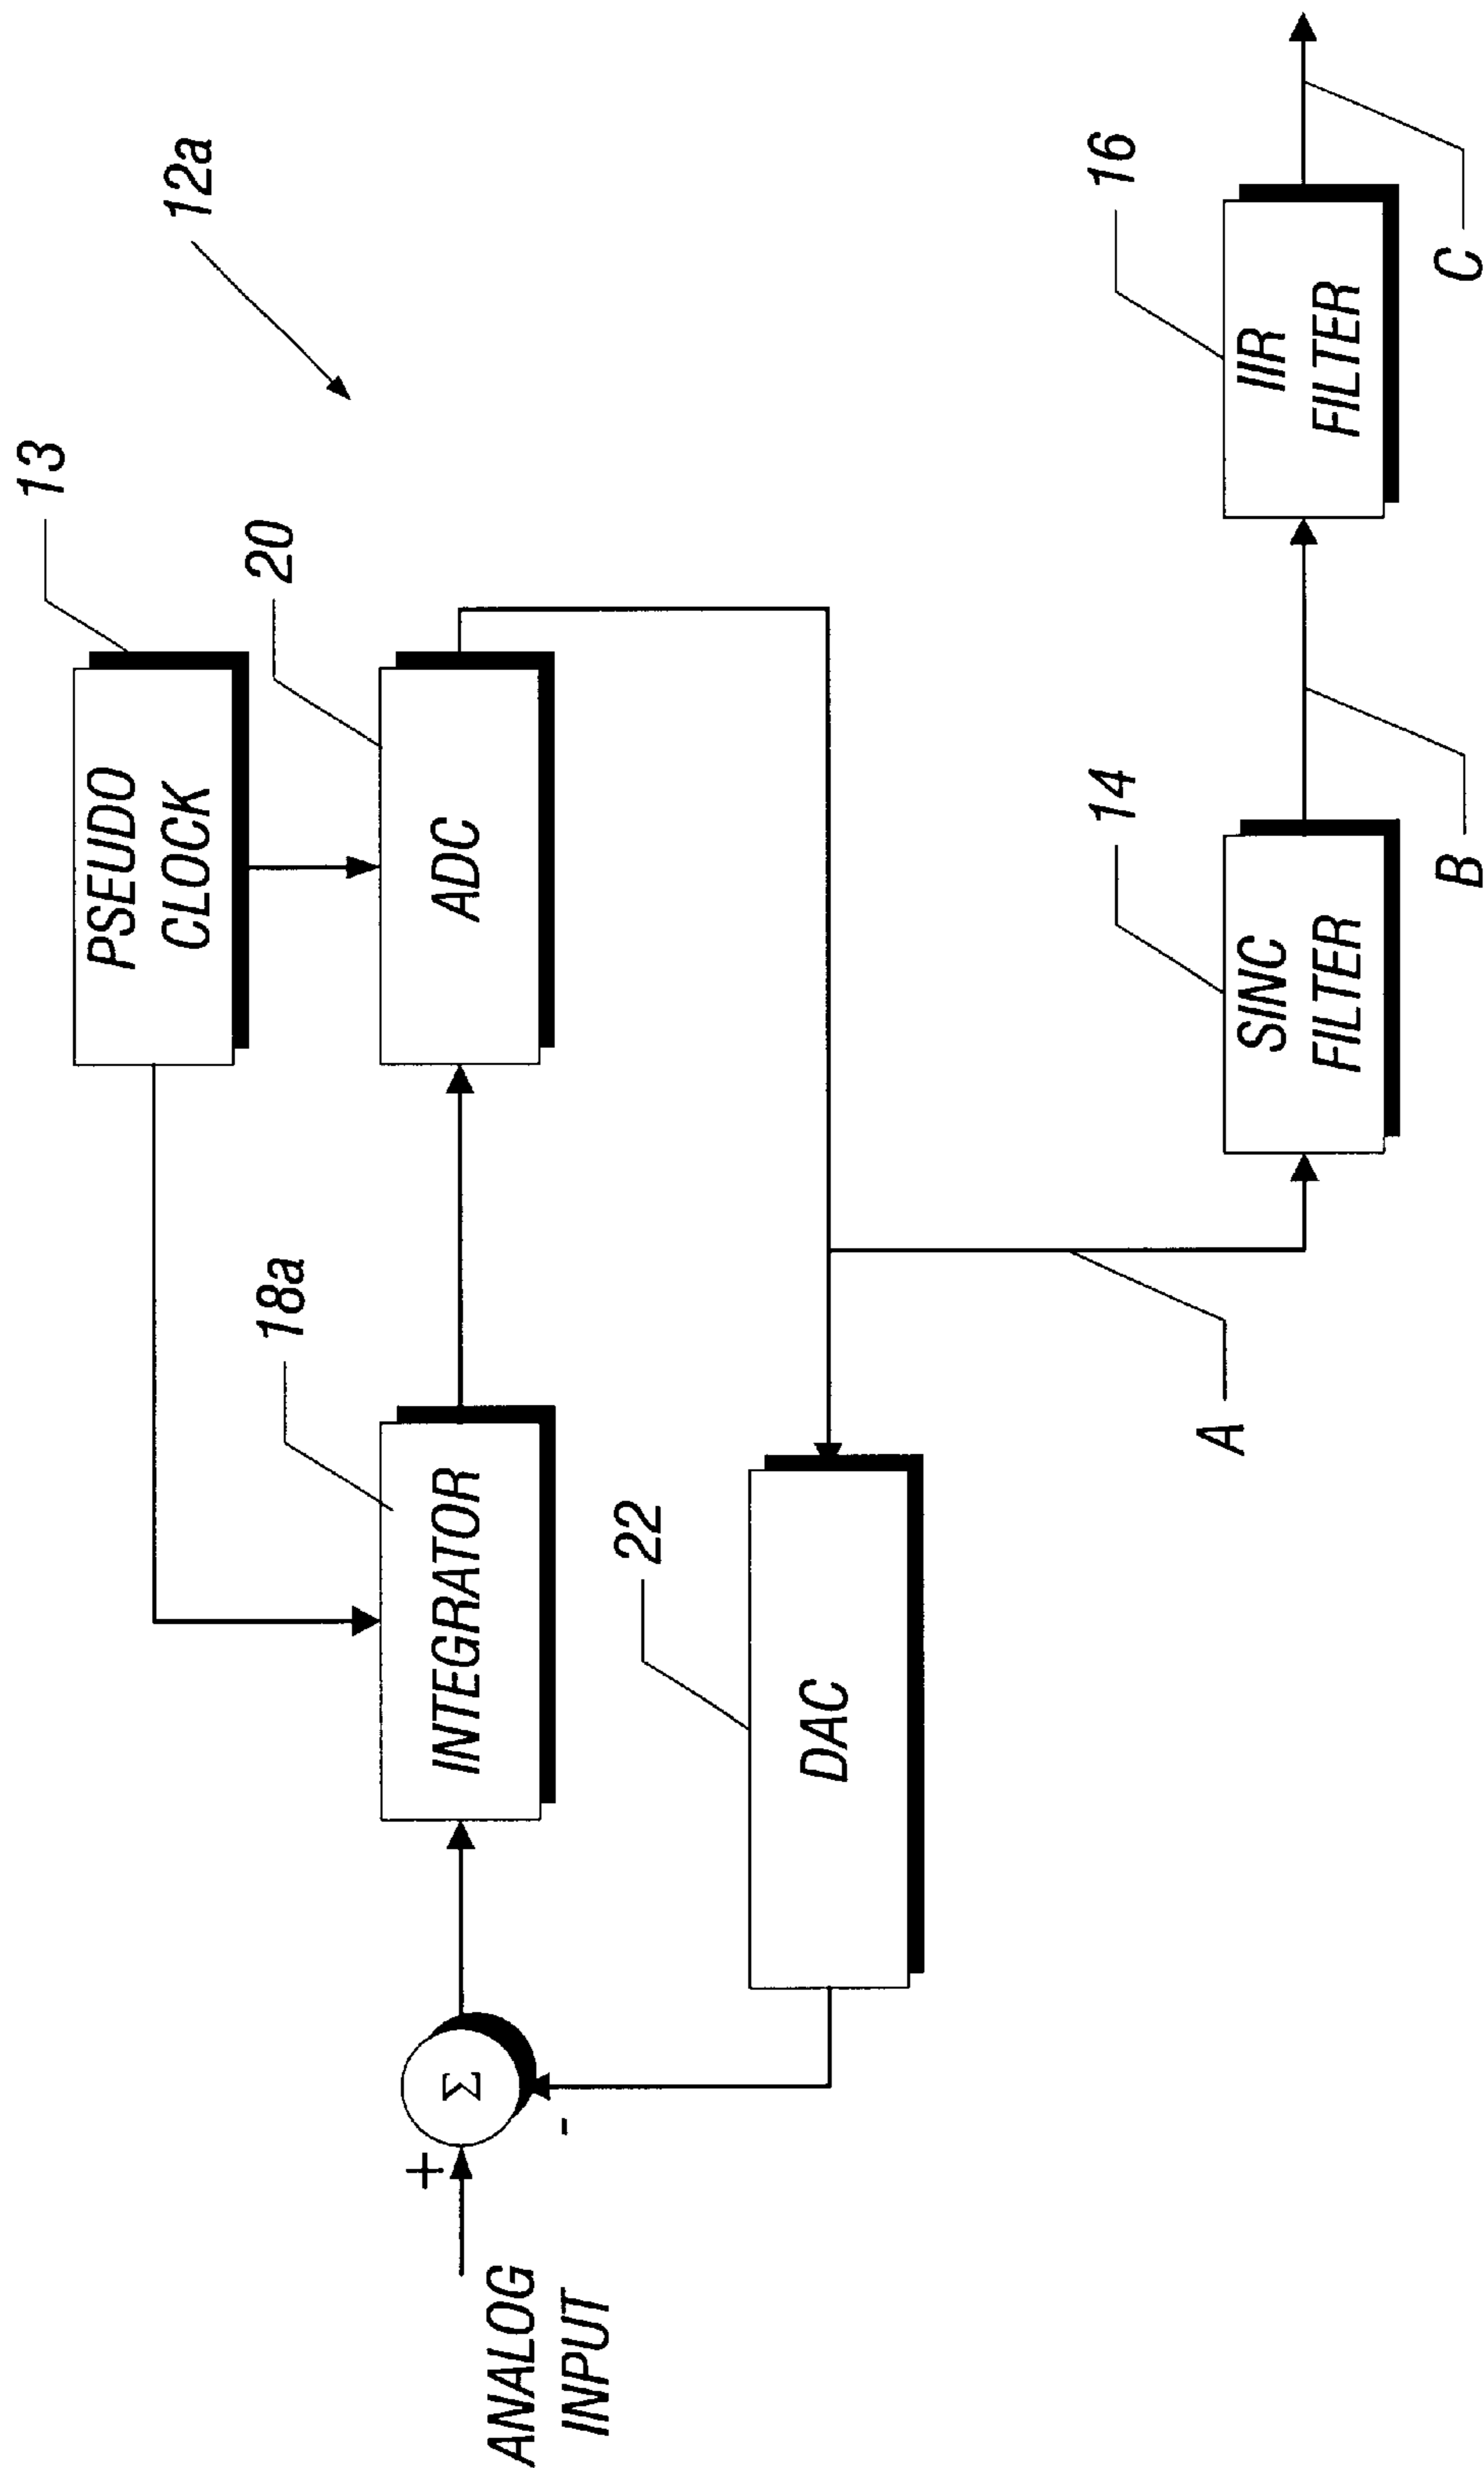 13
PSEUDO
CLOCK
12a
20
ADC
18a
INTEGRATOR
+
Σ
-
ANALOG
INPUT
22
DAC
A
14
SINC
FILTER
B
16
IIR
FILTER
C